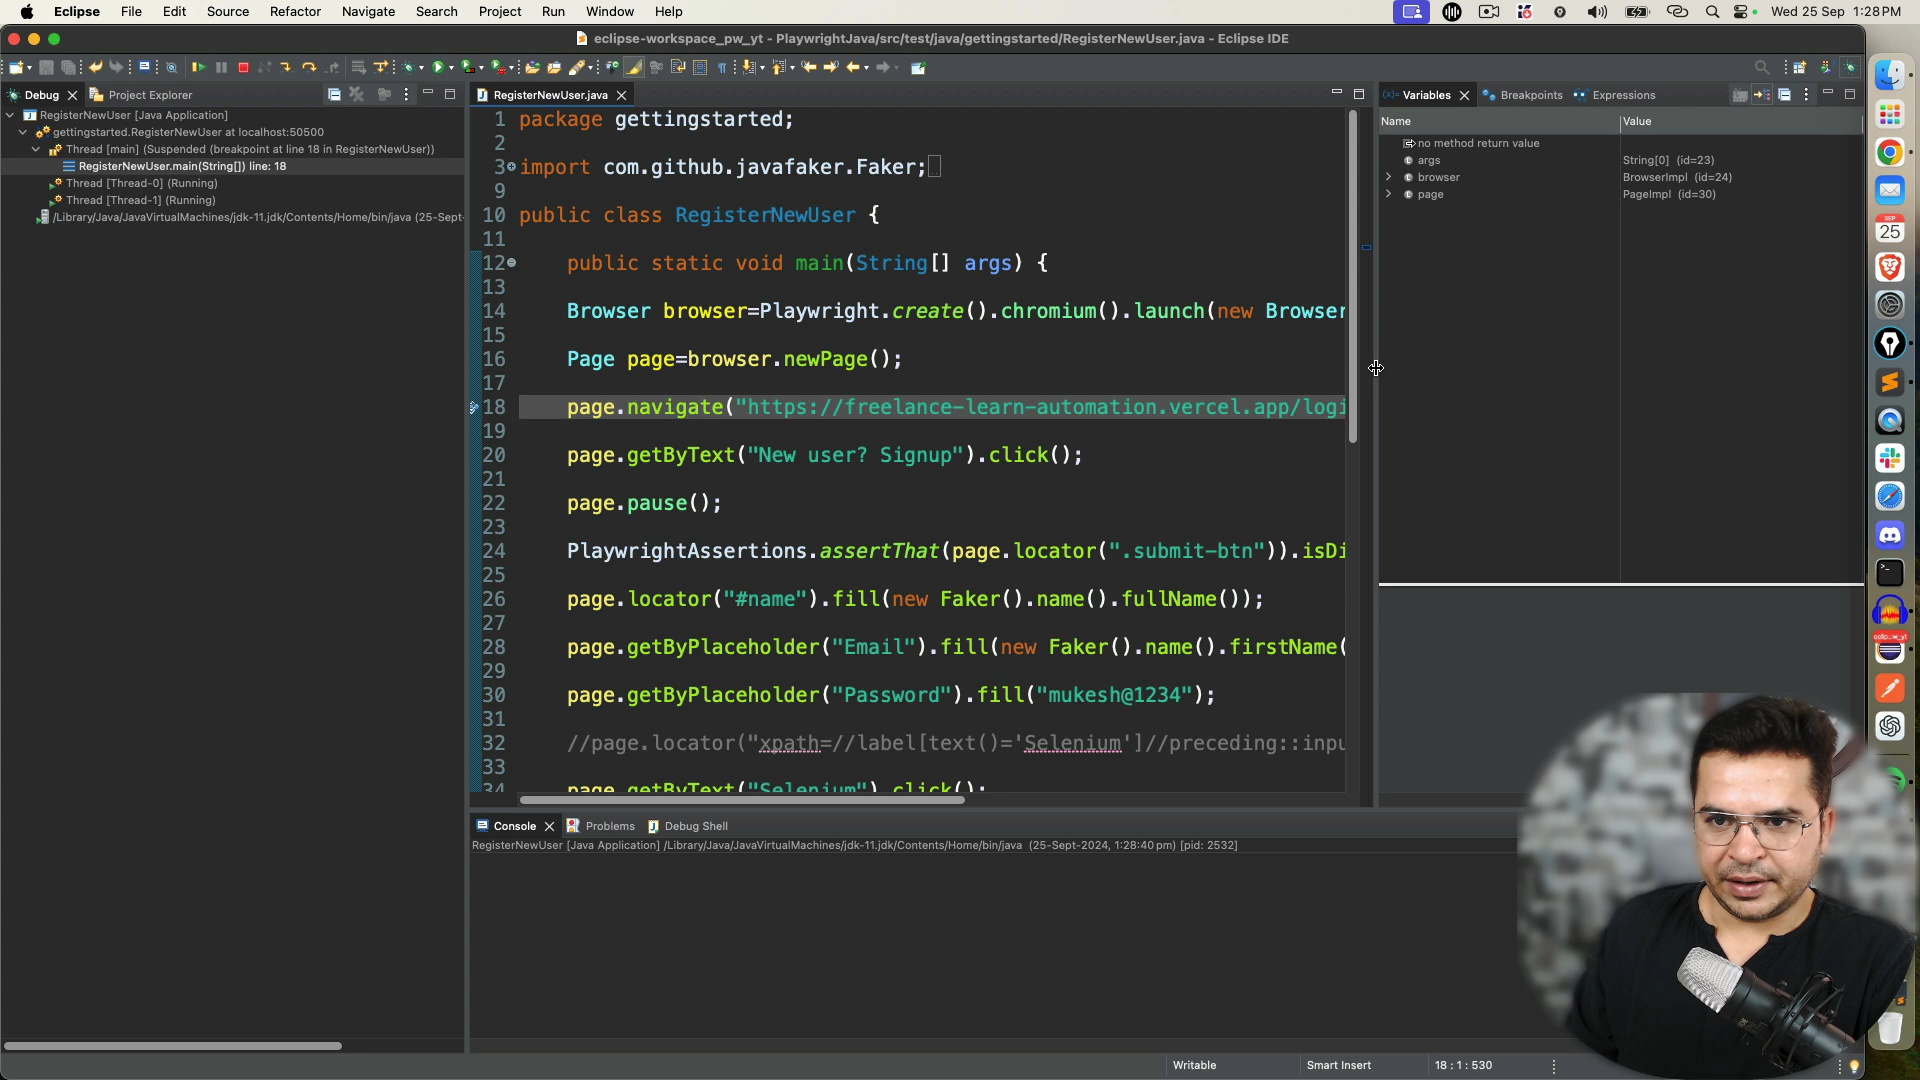 Eclipse File Edit Source Refactor Navigate Search Project Run Window Help Wed 25 Sep 1:28 PM
eclipse-workspace_pw_yt - PlaywrightJava/src/test/java/gettingstarted/RegisterNewUser.java - Eclipse IDE
Debug Project Explorer
RegisterNewUser [Java Application]
gettingstarted.RegisterNewUser at localhost:50500
Thread [main] (Suspended (breakpoint at line 18 in RegisterNewUser))
RegisterNewUser.main(String[]) line: 18
Thread [Thread-0] (Running)
Thread [Thread-1] (Running)
/Library/Java/JavaVirtualMachines/jdk-11.jdk/Contents/Home/bin/java (25-Sept-
RegisterNewUser.java
1 package gettingstarted;
2
3 import com.github.javafaker.Faker;
9
10 public class RegisterNewUser {
11
12 public static void main(String[] args) {
13
14 Browser browser=Playwright.create().chromium().launch(new Browser
15
16 Page page=browser.newPage();
17
18 page.navigate("https://freelance-learn-automation.vercel.app/logi
19
20 page.getByText("New user? Signup").click();
21
22 page.pause();
23
24 PlaywrightAssertions.assertThat(page.locator(".submit-btn")).isDi
25
26 page.locator("#name").fill(new Faker().name().fullName());
27
28 page.getByPlaceholder("Email").fill(new Faker().name().firstName(
29
30 page.getByPlaceholder("Password").fill("mukesh@1234");
31
32 //page.locator("xpath=//label[text()='Selenium']//preceding::inpu
33
34 page.getByText("Selenium").click();
Variables Breakpoints Expressions
Name Value
no method return value
args String[0] (id=23)
browser BrowserImpl (id=24)
page PageImpl (id=30)
SEP
25
Console Problems Debug Shell
RegisterNewUser [Java Application] /Library/Java/JavaVirtualMachines/jdk-11.jdk/Contents/Home/bin/java (25-Sept-2024, 1:28:40 pm) [pid: 2532]
Writable Smart Insert 18 : 1 : 530